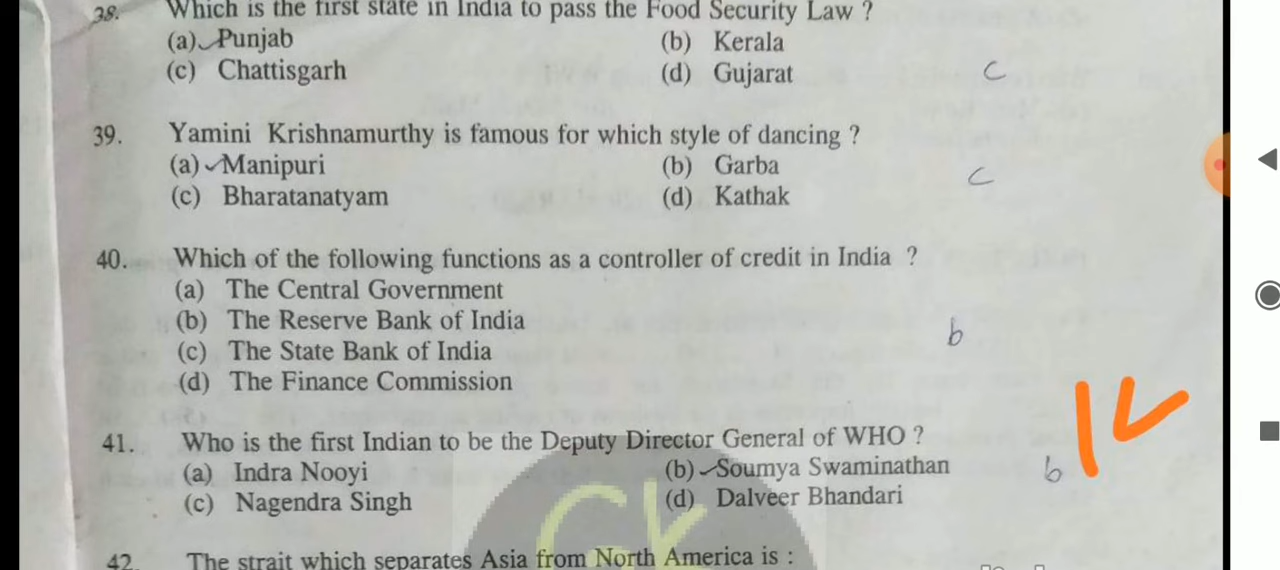 38. Which is the first state in India to pass the Food Security Law ?
(a) Punjab (b) Kerala
(c) Chattisgarh (d) Gujarat c
39. Yamini Krishnamurthy is famous for which style of dancing ?
(a) Manipuri (b) Garba
(c) Bharatanatyam (d) Kathak c
40. Which of the following functions as a controller of credit in India ?
(a) The Central Government
(b) The Reserve Bank of India
(c) The State Bank of India b
(d) The Finance Commission
41. Who is the first Indian to be the Deputy Director General of WHO ?
(a) Indra Nooyi (b) Soumya Swaminathan b
(c) Nagendra Singh (d) Dalveer Bhandari
GK
42. The strait which separates Asia from North America is :